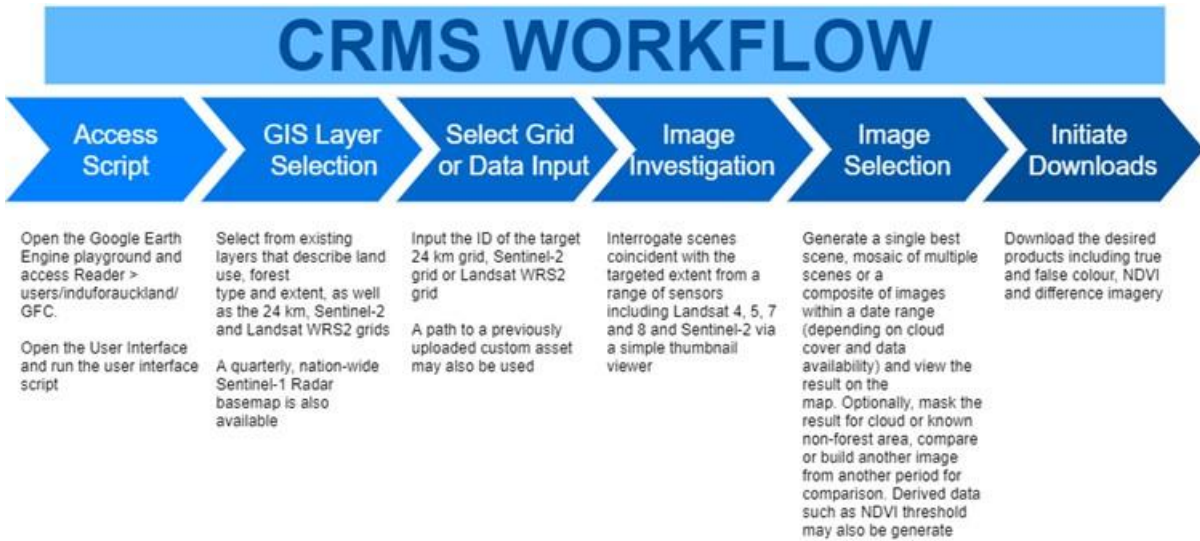 CRMS WORKFLOW
Access
Script
GIS Layer
Selection
Select Grid
or Data Input
Image
Investigation
Image
Selection
Initiate
Downloads
Open the Google Earth
Engine playground and
access Reader >
users/induforauckland/
GFC.
Open the User Interface
and run the user interface
script
Select from existing
layers that describe land
use, forest
type and extent, as well
as the 24 km, Sentinel-2
and Landsat WRS2 grids
A quarterly, nation-wide
Sentinel-1 Radar
basemap is also
available
Input the ID of the target
24 km grid, Sentinel-2
grid or Landsat WRS2
grid
A path to a previously
uploaded custom asset
may also be used
Interrogate scenes
coincident with the
targeted extent from a
range of sensors
including Landsat 4, 5, 7
and 8 and Sentinel-2 via
a simple thumbnail
viewer
Generate a single best
scene, mosaic of multiple
scenes or a
composite of images
within a date range
(depending on cloud
cover and data
availability) and view the
result on the
map. Optionally, mask the
result for cloud or known
non-forest area, compare
or build another image
from another period for
comparison. Derived data
such as NDVI threshold
may also be generate
Download the desired
products including true
and false colour, NDVI
and difference imagery